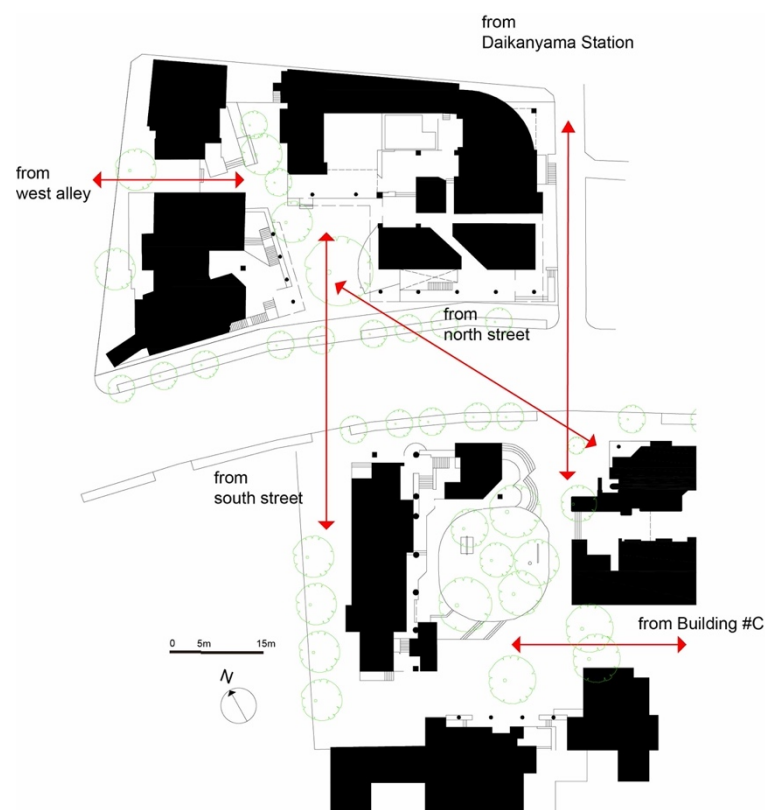 from
Daikanyama Station
from
west alley
from
north street
from
south street
from Building #C
0 5m 15m
N